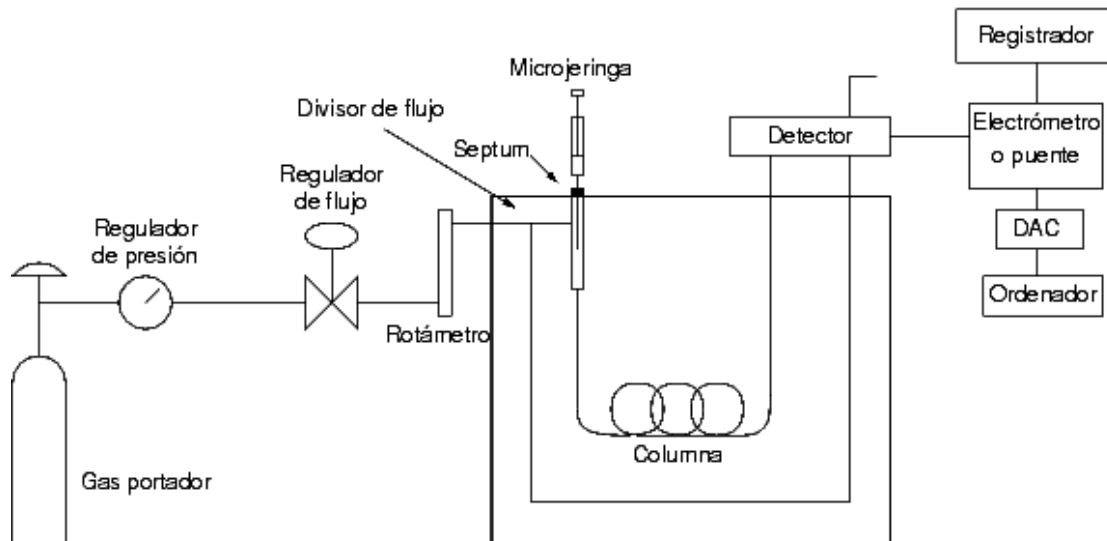 Registrador
Microjeringa
Divisor de flujo
Detector
Electrómetro
o puente
Septum
Regulador
de flujo
Regulador
de presión
DAC
Ordenador
Rotámetro
Columna
Gas portador